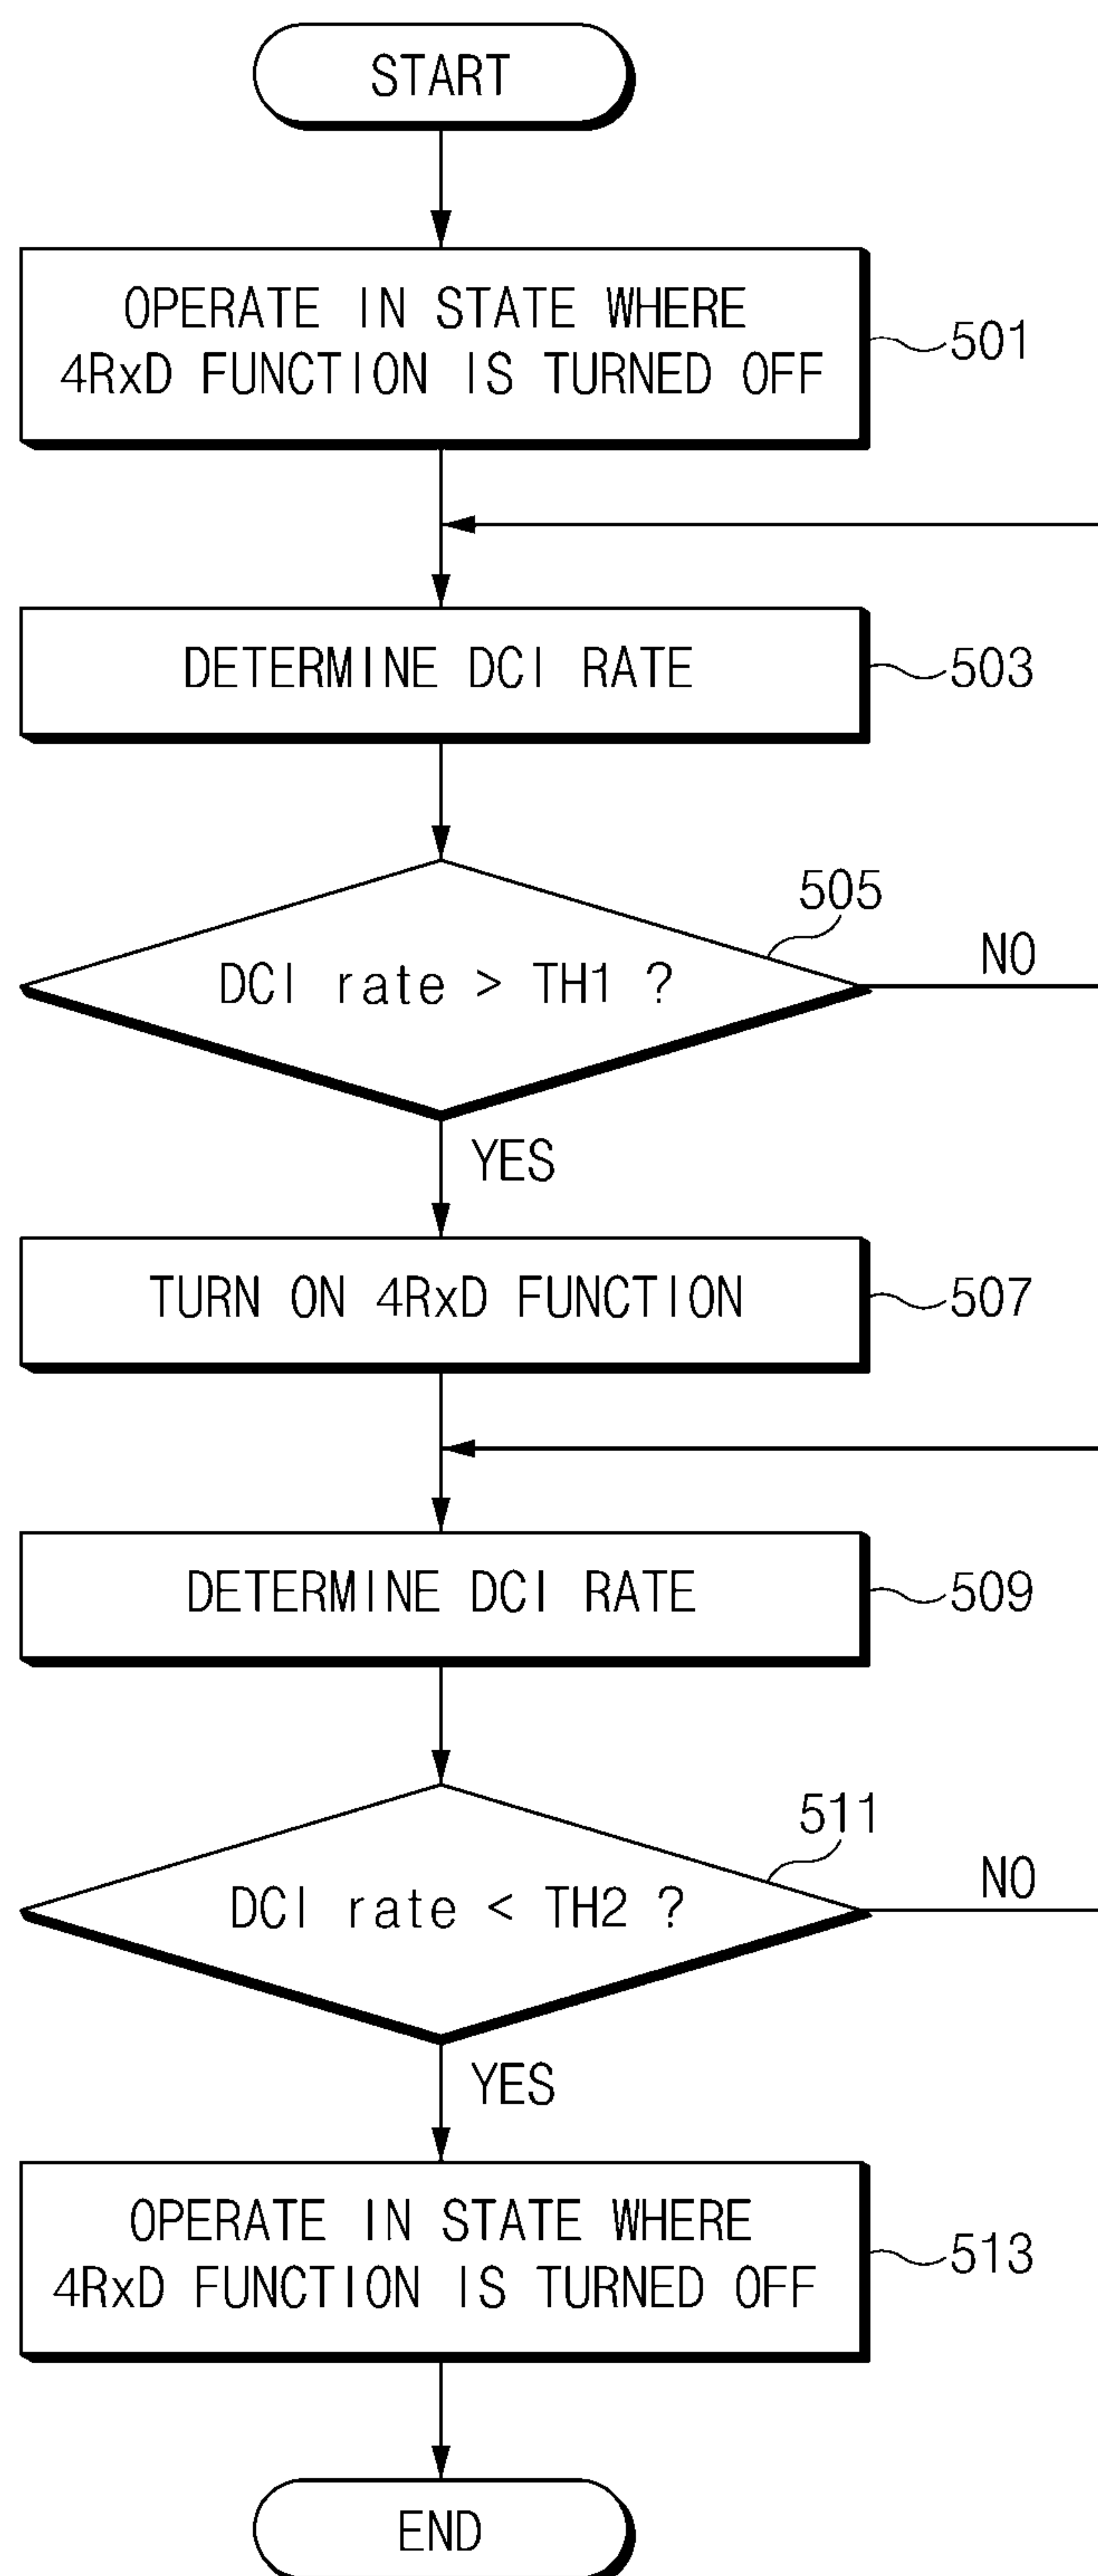 START
OPERATE IN STATE WHERE
4RxD FUNCTION IS TURNED OFF
501
DETERMINE DCI RATE
503
505
DCI rate > TH1 ?
NO
YES
TURN ON 4RxD FUNCTION
507
DETERMINE DCI RATE
509
511
DCI rate < TH2 ?
NO
YES
OPERATE IN STATE WHERE
4RxD FUNCTION IS TURNED OFF
513
END